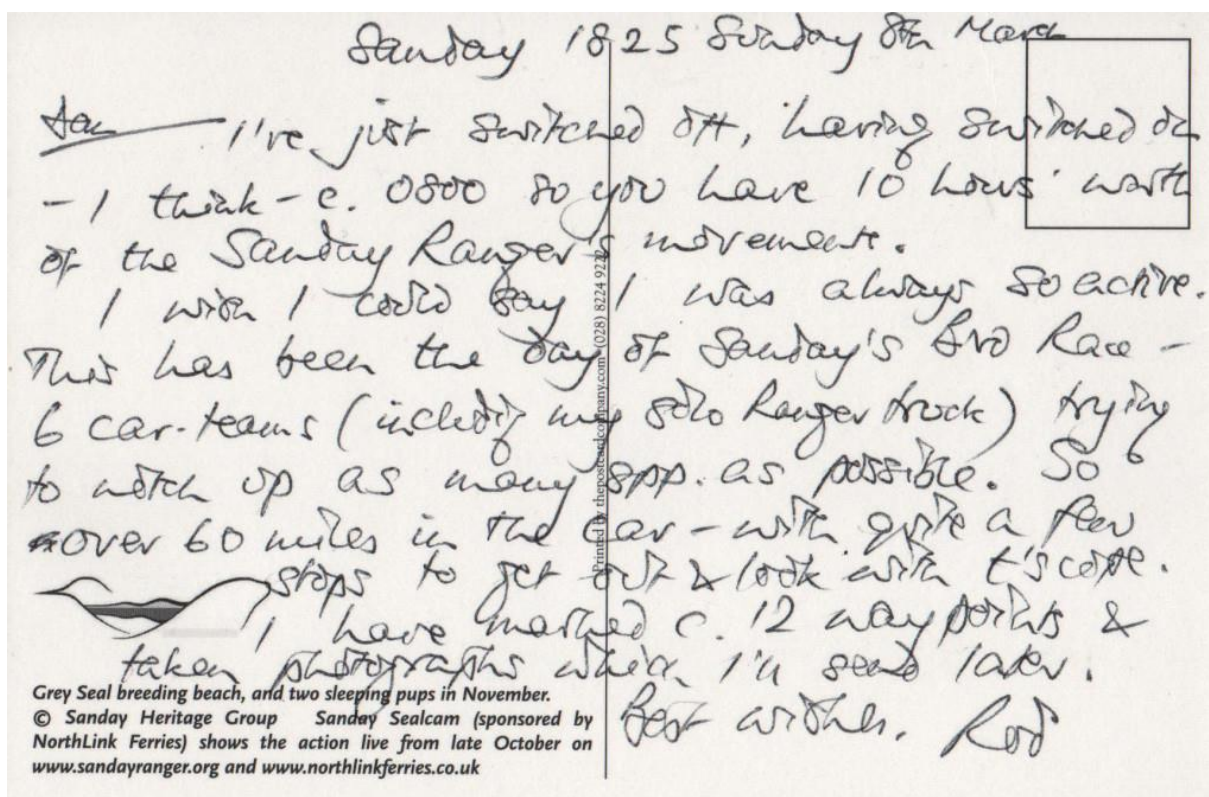 Sanday 1825 Sunday 8th March
I've just switched off, having switched on
- I think - c. 0800 so you have 10 hours' worth
of the Sanday Ranger's movements.
I wish I could say I was always so active.
This has been the day of Sanday's Bird Race -
6 car-teams (including my solo Ranger truck) trying
to notch up as many spp. as possible. So
over 60 miles in the car - with quite a few
stops to get out & look with t'scope.
I have marked c. 12 waypoints &
taken photographs which I'll send later.
Best wishes. Rod
Printed by thepostcardcompany.com (028) 8224 92
Grey Seal breeding beach, and two sleeping pups in November.
© Sanday Heritage Group Sanday Sealcam (sponsored by
NorthLink Ferries) shows the action live from late October on
www.sandayranger.org and www.northlinkferries.co.uk